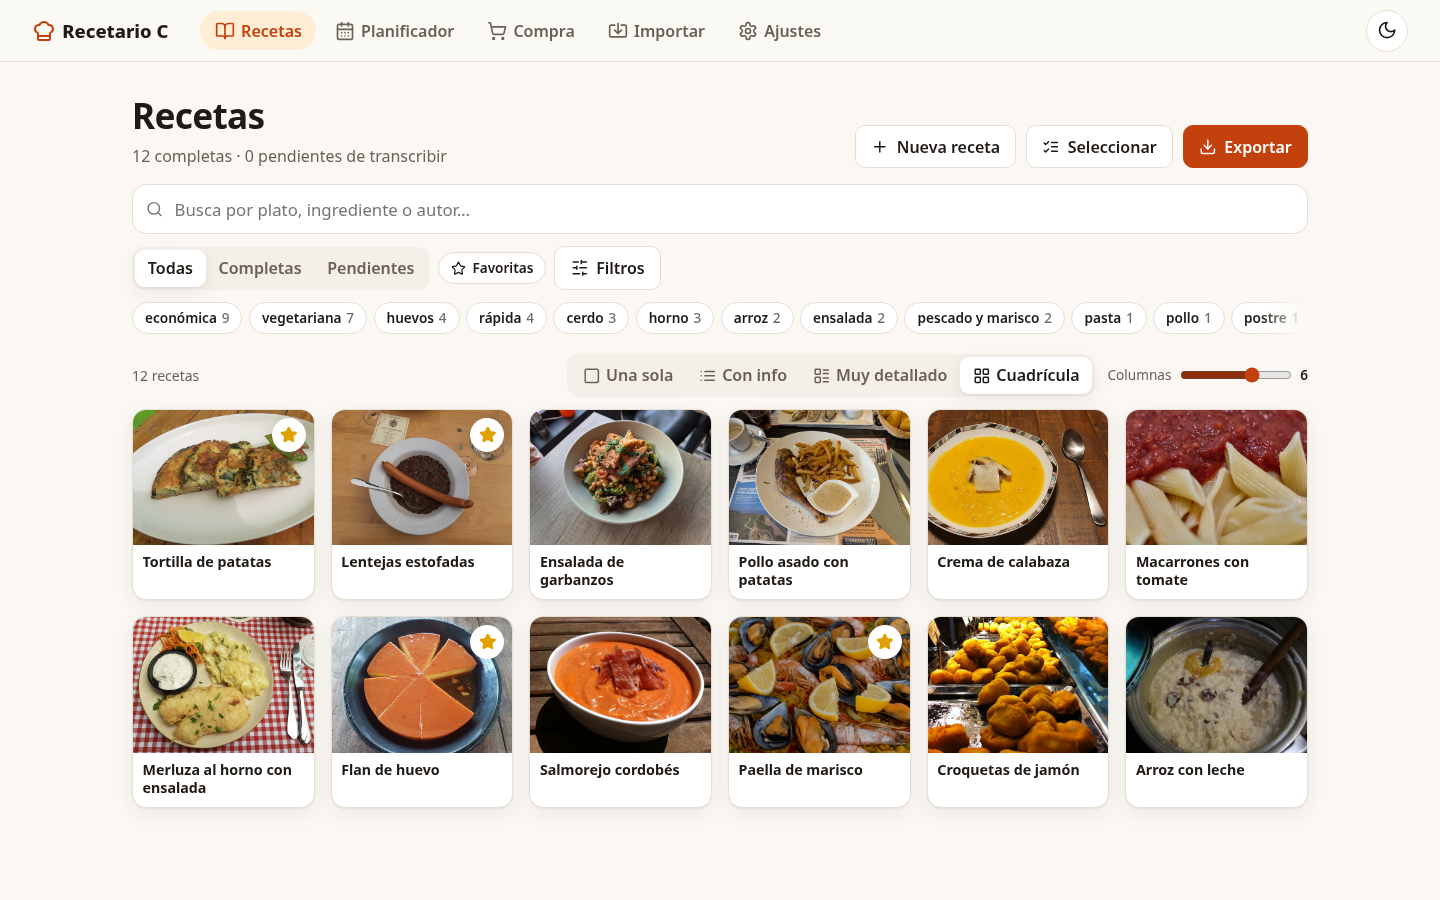 Recetario C
Recetas
Planificador
Compra
Importar
Ajustes
Recetas
12 completas · 0 pendientes de transcribir
Nueva receta
Seleccionar
Exportar
Busca por plato, ingrediente o autor...
Todas
Completas
Pendientes
Favoritas
Filtros
económica 9
vegetariana 7
huevos 4
rápida 4
cerdo 3
horno 3
arroz 2
ensalada 2
pescado y marisco 2
pasta 1
pollo 1
postre 1
12 recetas
Una sola
Con info
Muy detallado
Cuadrícula
Columnas
6
Tortilla de patatas
Lentejas estofadas
Ensalada de
garbanzos
Pollo asado con
patatas
Crema de calabaza
Macarrones con
tomate
Merluza al horno con
ensalada
Flan de huevo
Salmorejo cordobés
Paella de marisco
Croquetas de jamón
Arroz con leche